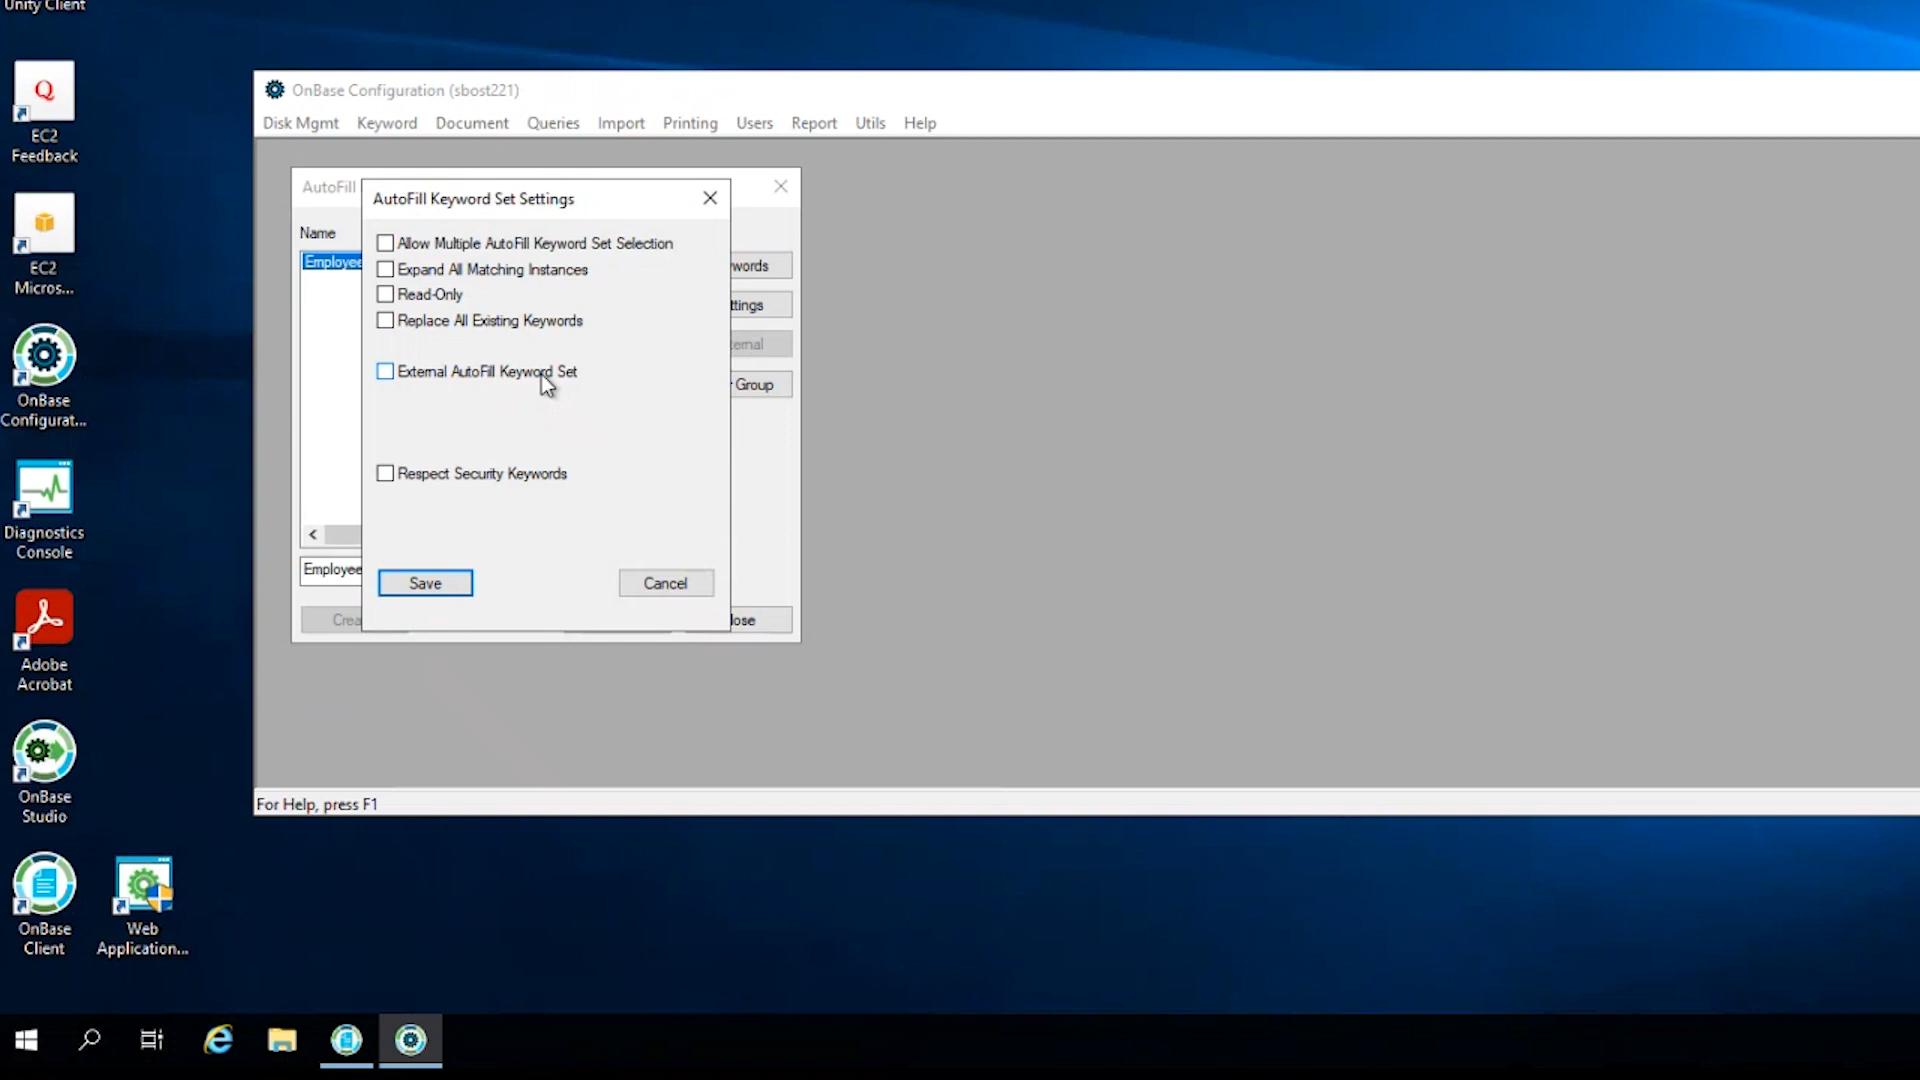 Unity Client
Q
EC2
Feedback
EC2
Micros...
OnBase
Configurat...
Diagnostics
Console
Adobe
Acrobat
OnBase
Studio
OnBase
Client
Web
Application...
OnBase Configuration (sbost221)
Disk Mgmt Keyword Document Queries Import Printing Users Report Utils Help
AutoFill
Name
Employee
Employee
Crea
words
ttings
ernal
Group
lose
AutoFill Keyword Set Settings
Allow Multiple AutoFill Keyword Set Selection
Expand All Matching Instances
Read-Only
Replace All Existing Keywords
External AutoFill Keyword Set
Respect Security Keywords
Save Cancel
For Help, press F1